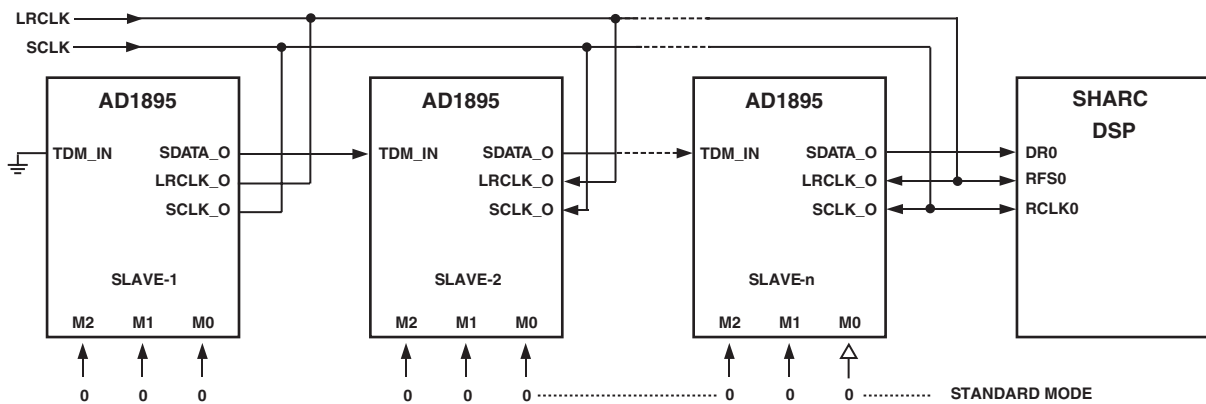 LRCLK
SCLK
AD1895
AD1895
AD1895
SHARC
DSP
TDM_IN
SDATA_O
LRCLK_O
SCLK_O
TDM_IN
SDATA_O
LRCLK_O
SCLK_O
TDM_IN
SDATA_O
LRCLK_O
SCLK_O
DR0
RFS0
RCLK0
SLAVE-1
SLAVE-2
SLAVE-n
M2 M1 M0
M2 M1 M0
M2 M1 M0
0 0 0
0 0 0
0 0 0
STANDARD MODE